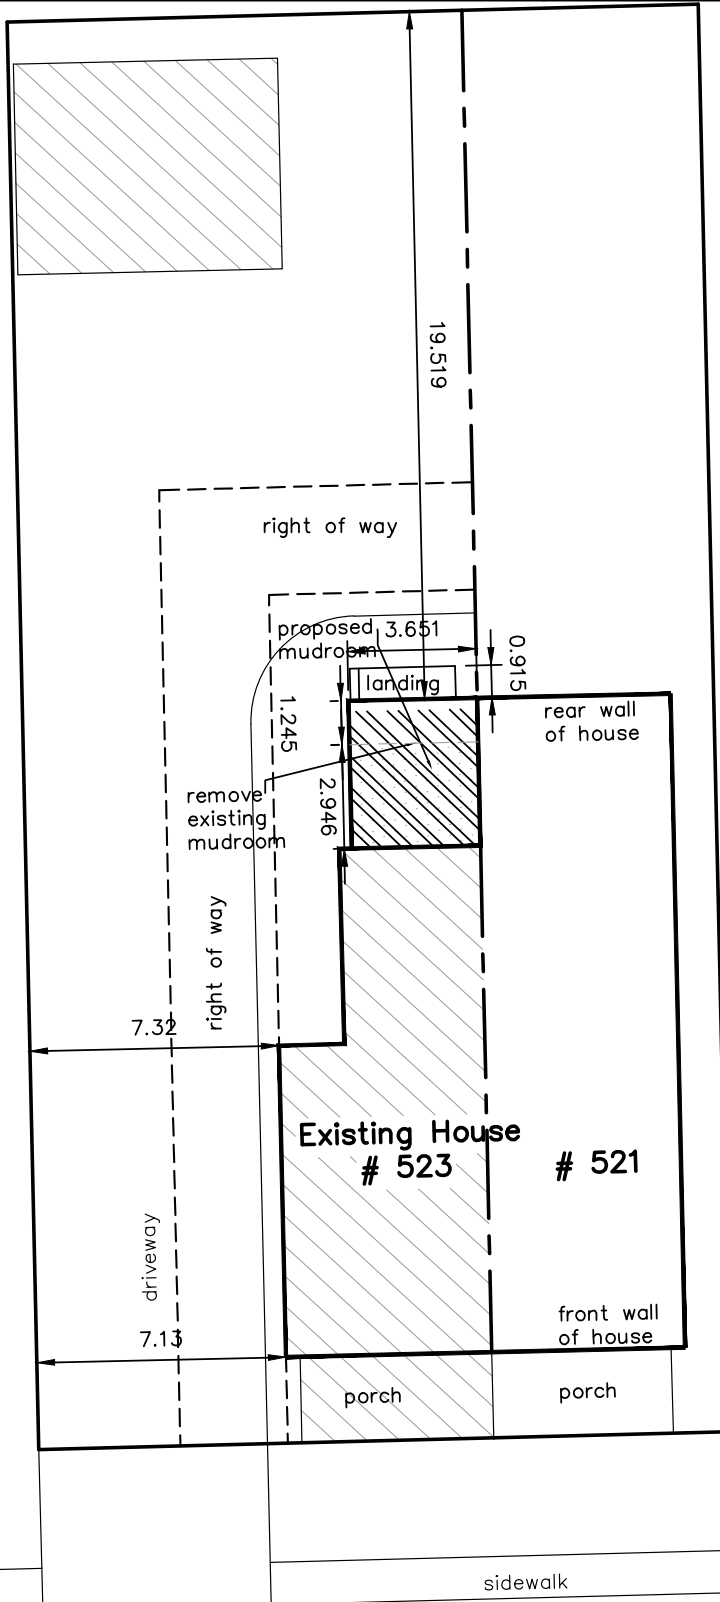 19.519
right of way
proposed
mudroom
3.651
landing
0.915
rear wall
of house
1.245
2.946
remove
existing
mudroom
right of way
7.32
Existing House
# 523
# 521
driveway
7.13
front wall
of house
porch
porch
sidewalk